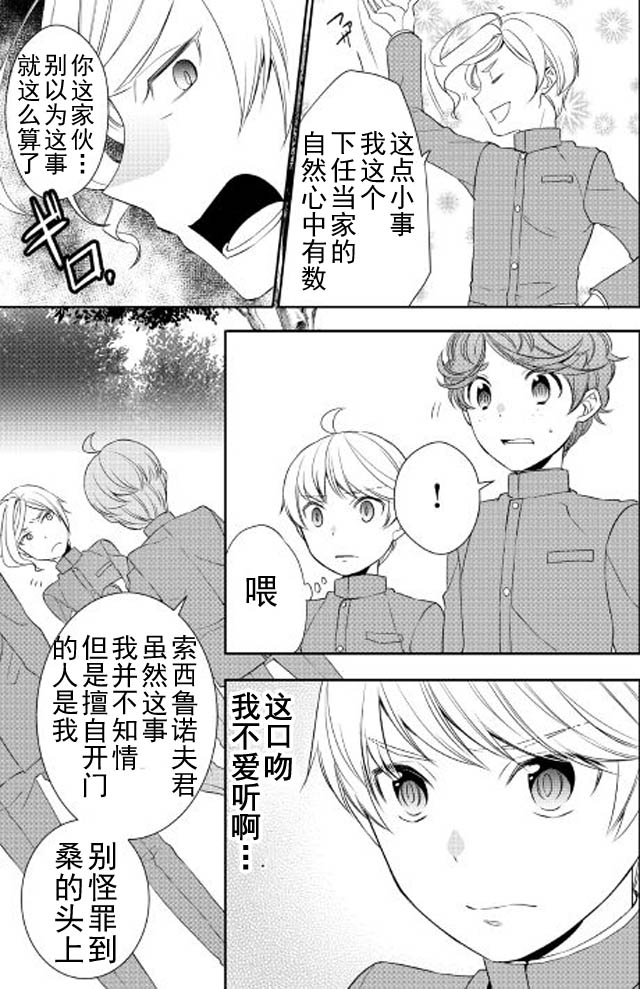 这点小事
我这个
下任当家的
自然心中有数
你这家伙…
别以为这事
就这么算了
ギロ。
！
喂
这口吻
我不爱听啊…
索西鲁诺夫君
虽然这事
我并不知情
但是擅自开门
的人是我
别怪罪到
桑的头上